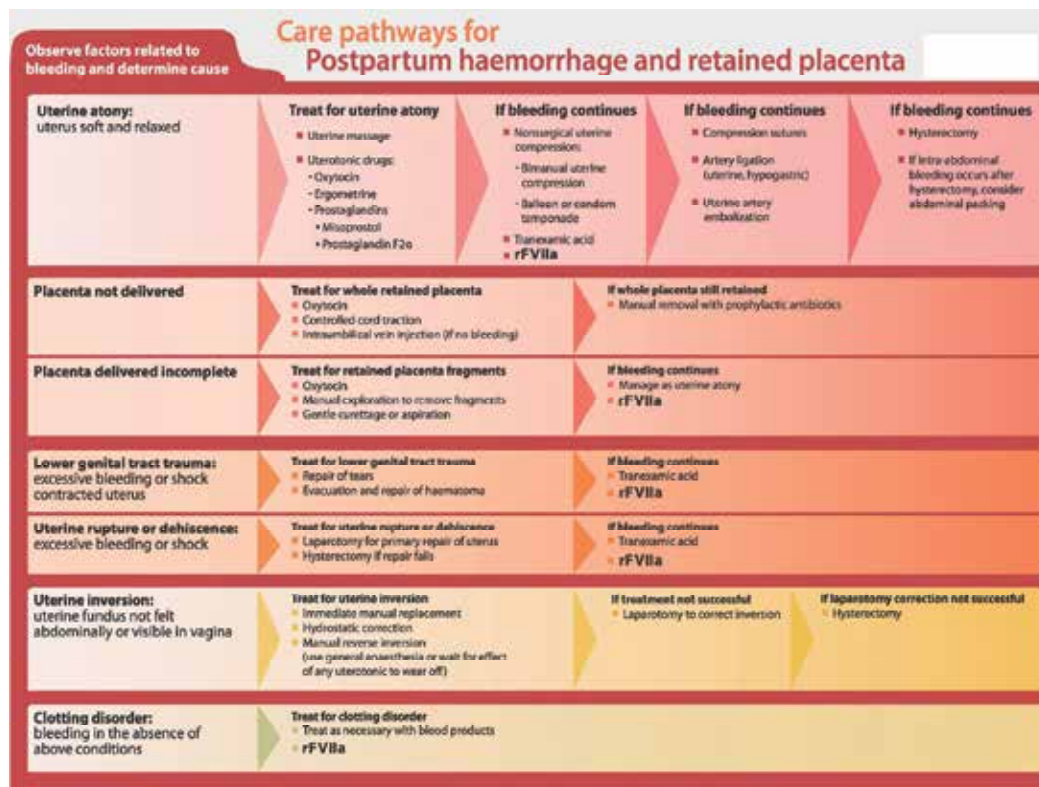 Observe factors related to
bleeding and determine cause
Care pathways for
Postpartum haemorrhage and retained placenta
Uterine atony:
uterus soft and relaxed
Treat for uterine atony
Uterine massage
Uterotonic drugs:
Oxytocin
Ergometrine
Prostaglandins
Misoprostol
Prostaglandin F2α
If bleeding continues
Nonsurgical uterine
compression:
Bimanual uterine
compression
Balloon or condom
tamponade
Tranexamic acid
rFVIIa
If bleeding continues
Compression sutures
Artery ligation
(uterine, hypogastric)
Uterine artery
embolization
If bleeding continues
Hysterectomy
If intra-abdominal
bleeding occurs after
hysterectomy, consider
abdominal packing
Placenta not delivered
Treat for whole retained placenta
Oxytocin
Controlled cord traction
Intraumbilical vein injection (if no bleeding)
If whole placenta still retained
Manual removal with prophylactic antibiotics
Placenta delivered incomplete
Treat for retained placenta fragments
Oxytocin
Manual exploration to remove fragments
Gentle curettage or aspiration
If bleeding continues
Manage as uterine atony
rFVIIa
Lower genital tract trauma:
excessive bleeding or shock
contracted uterus
Treat for lower genital tract trauma
Repair of tears
Evacuation and repair of haematoma
If bleeding continues
Tranexamic acid
rFVIIa
Uterine rupture or dehiscence:
excessive bleeding or shock
Treat for uterine rupture or dehiscence
Laparotomy for primary repair of uterus
Hysterectomy if repair fails
If bleeding continues
Tranexamic acid
rFVIIa
Uterine inversion:
uterine fundus not felt
abdominally or visible in vagina
Treat for uterine inversion
Immediate manual replacement
Hydrostatic correction
Manual reverse inversion
(use general anaesthesia or wait for effect
of any uterotonic to wear off)
If treatment not successful
Laparotomy to correct inversion
If laparotomy correction not successful
Hysterectomy
Clotting disorder:
bleeding in the absence of
above conditions
Treat for clotting disorder
Treat as necessary with blood products
rFVIIa